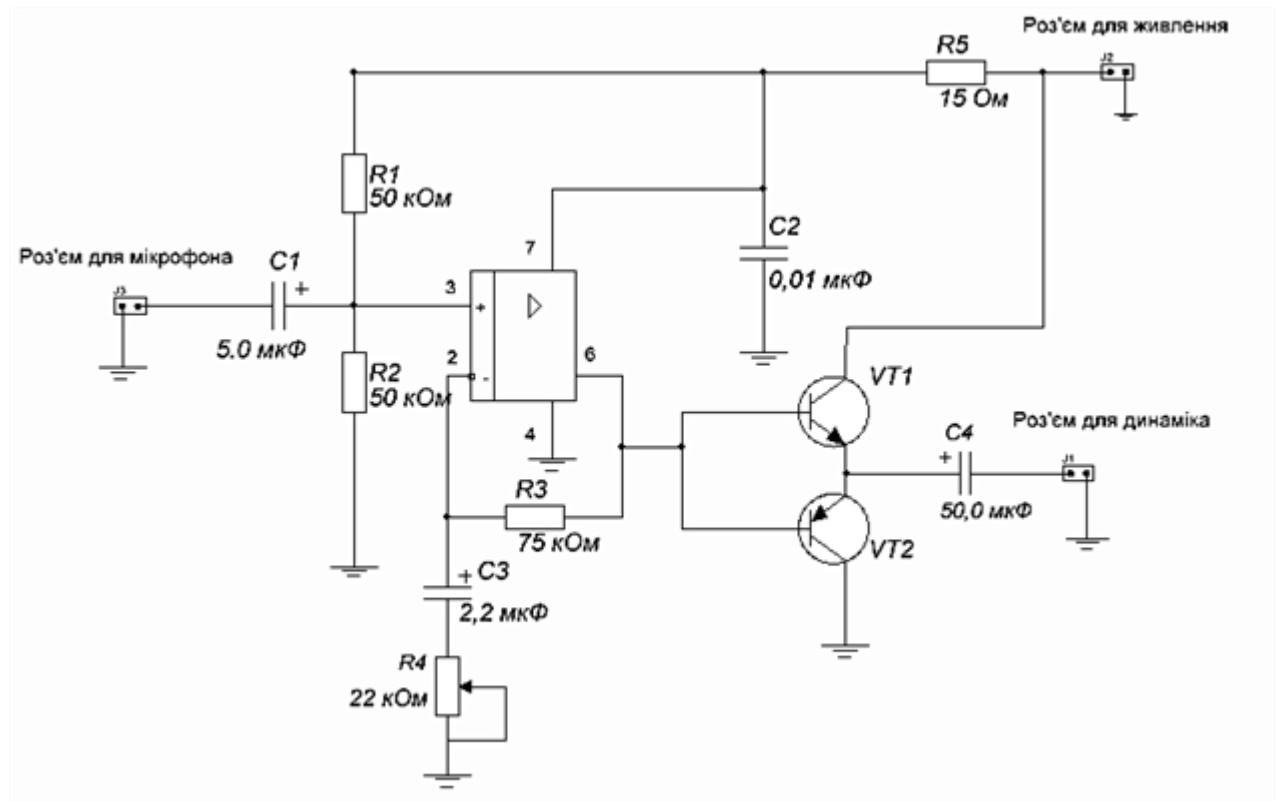 Роз'єм для живлення
R5
J2
15 Ом
R1
50 кОм
C2
7
Роз'єм для мікрофона
C1
+
0,01 мкФ
J3
3
+
5.0 мкФ
2
6
-
R2
50 кОм
VT1
4
Роз'єм для динаміка
C4
+
J1
R3
50,0 мкФ
75 кОм
VT2
+
C3
2,2 мкФ
R4
22 кОм